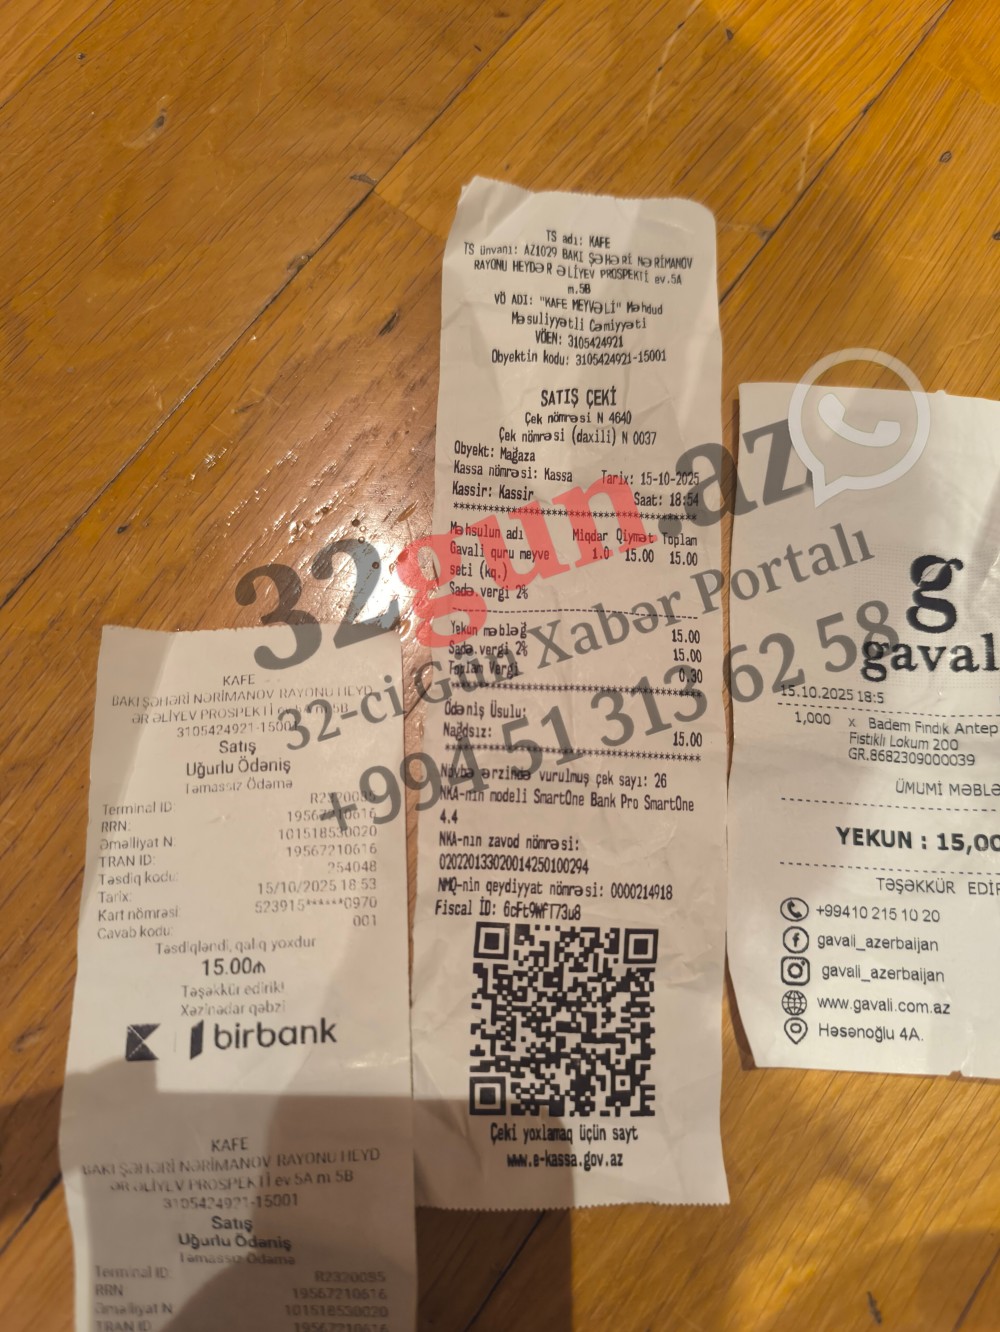 KAFE
BAKI ŞƏHƏRİ NƏRİMANOV RAYONU HEYD
ƏR ƏLİYEV PROSPEKTİ ev.5A m.5B
3105424921-15001
Satış
Uğurlu Ödəniş
Təmassız Ödəmə
Terminal ID: R2320085
RRN: 19567210616
Əməliyyat N: 101518530020
TRAN ID: 19567210616
Təsdiq kodu: 254048
Tarix: 15/10/2025 18:53
Kart nömrəsi: 523915******0970
Cavab kodu: 001
Təsdiqləndi, qəliq yoxdur
15.00₼
Təşəkkür edirik!
Xəzinədar qəbzi
birbank
KAFE
BAKI ŞƏHƏRİ NƏRİMANOV RAYONU HEYD
ƏR ƏLİYEV PROSPEKTİ ev 5A m.5B
3105424921-15001
Satış
Uğurlu Ödəniş
Təmassız Ödəmə
Terminal ID: R2320085
RRN 19567210616
Əməliyyat N 101518530020
TRAN ID 19567210616
TS adı: KAFE
TS ünvanı: AZ1029 BAKI ŞƏHƏRİ NƏRİMANOV
RAYONU HEYDƏR ƏLİYEV PROSPEKTİ ev.5A
m.5B
VÖ ADI: "KAFE MEYVƏLİ" Məhdud
Məsuliyyətli Cəmiyyəti
VÖEN: 3105424921
Obyektin kodu: 3105424921-15001
SATIŞ ÇEKİ
Çek nömrəsi N 4640
Çek nömrəsi (daxili) N 0037
Obyekt: Mağaza
Kassa nömrəsi: Kassa Tarix: 15-10-2025
Kassir: Kassir Saat: 18:54
Məhsulun adı Miqdar Qiymət Toplam
Gavali quru meyve 1.0 15.00 15.00
seti (kq.)
Sadə.vergi 2%
Yekun məbləğ 15.00
Sadə.vergi 2% 15.00
Toplam Vergi 0.30
Ödəniş Üsulu:
Nağdsız: 15.00
Növbə ərzində vurulmuş çek sayı: 26
NKA-nın modeli SmartOne Bank Pro SmartOne
4.4
NKA-nın zavod nömrəsi:
02022013302001425010­0294
NMQ-nin qeydiyyat nömrəsi: 0000214918
Fiscal İD: 6cFt9WFT73u8
Çeki yoxlamaq üçün sayt
www.e-kassa.gov.az
g
gavali
15.10.2025 18:5
1,000 x Badem Fındık Antep
Fıstıklı Lokum 200
GR.8682309000039
ÜMUMİ MƏBLƏ
YEKUN : 15,00
TƏŞƏKKÜR EDİR
+99410 215 10 20
gavali_azerbaijan
gavali_azerbaijan
www.gavali.com.az
Həsənoğlu 4A.
32gun.az
32-ci Gün Xəbər Portalı
+994 51 313 62 58